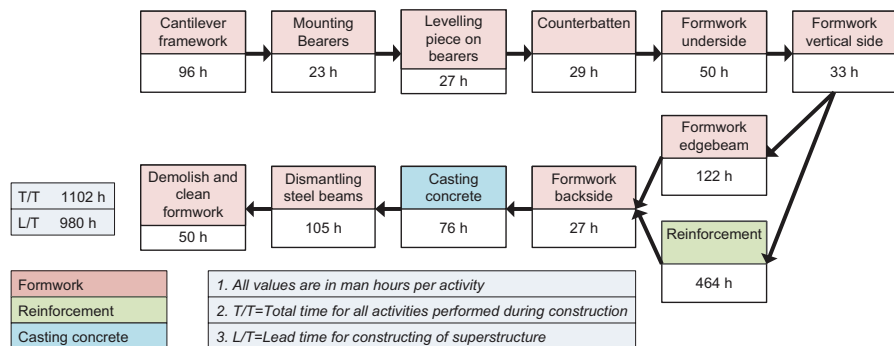 Cantilever
framework
96 h
Mounting
Bearers
23 h
Levelling
piece on
bearers
27 h
Counterbatten
29 h
Formwork
underside
50 h
Formwork
vertical side
33 h
Formwork
edgebeam
122 h
Reinforcement
464 h
Formwork
backside
27 h
Casting
concrete
76 h
Dismantling
steel beams
105 h
Demolish and
clean
formwork
50 h
T/T 1102 h
L/T 980 h
Formwork
Reinforcement
Casting concrete
1. All values are in man hours per activity
2. T/T=Total time for all activities performed during construction
3. L/T=Lead time for constructing of superstructure